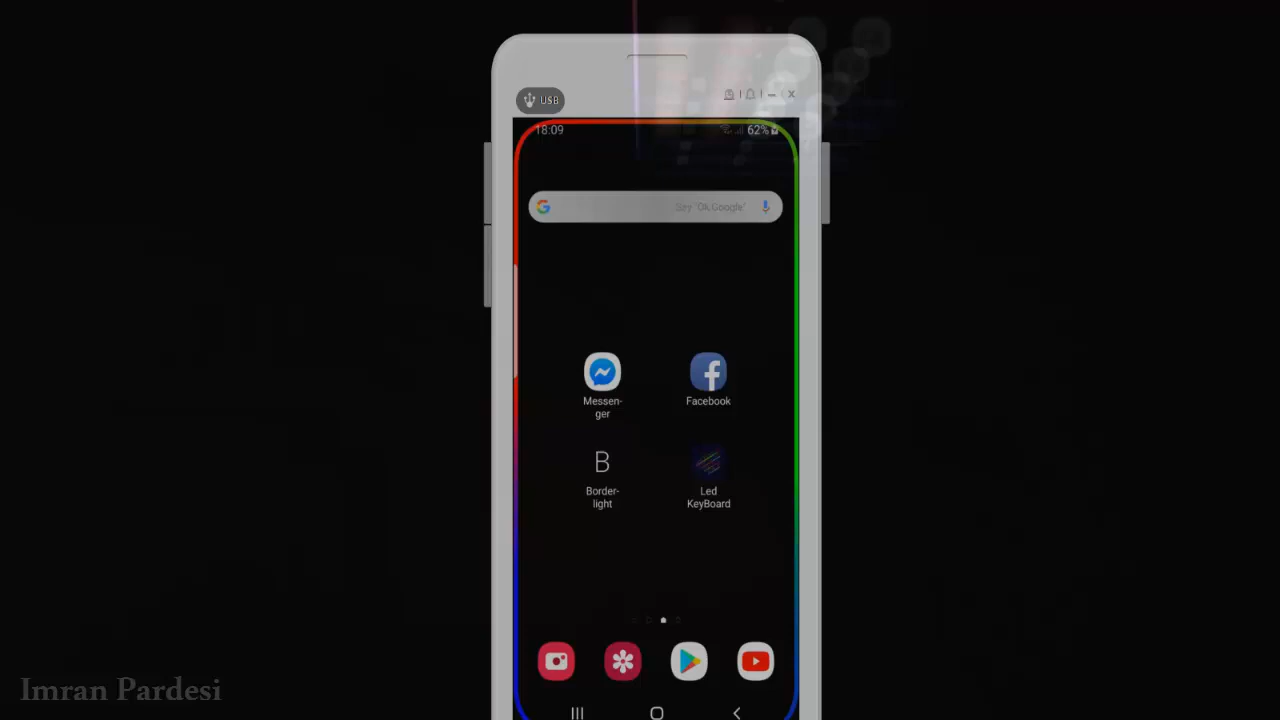 USB
18:09
62%
G
Say "Ok Google"
Messen-
ger
Facebook
B
Border-
light
Led
KeyBoard
Imran Pardesi